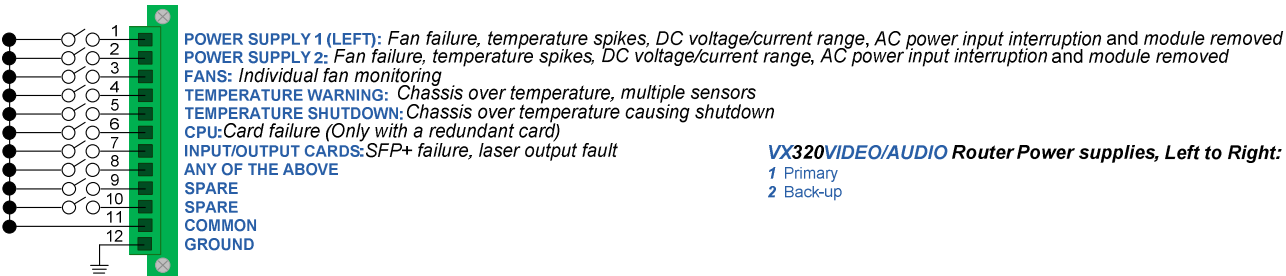 1 POWER SUPPLY 1 (LEFT): Fan failure, temperature spikes, DC voltage/current range, AC power input interruption and module removed
2 POWER SUPPLY 2: Fan failure, temperature spikes, DC voltage/current range, AC power input interruption and module removed
3 FANS: Individual fan monitoring
4 TEMPERATURE WARNING: Chassis over temperature, multiple sensors
5 TEMPERATURE SHUTDOWN: Chassis over temperature causing shutdown
6 CPU: Card failure (Only with a redundant card)
7 INPUT/OUTPUT CARDS: SFP+ failure, laser output fault
8 ANY OF THE ABOVE
9 SPARE
10 SPARE
11 COMMON
12 GROUND
VX320VIDEO/AUDIO Router Power supplies, Left to Right:
1 Primary
2 Back-up